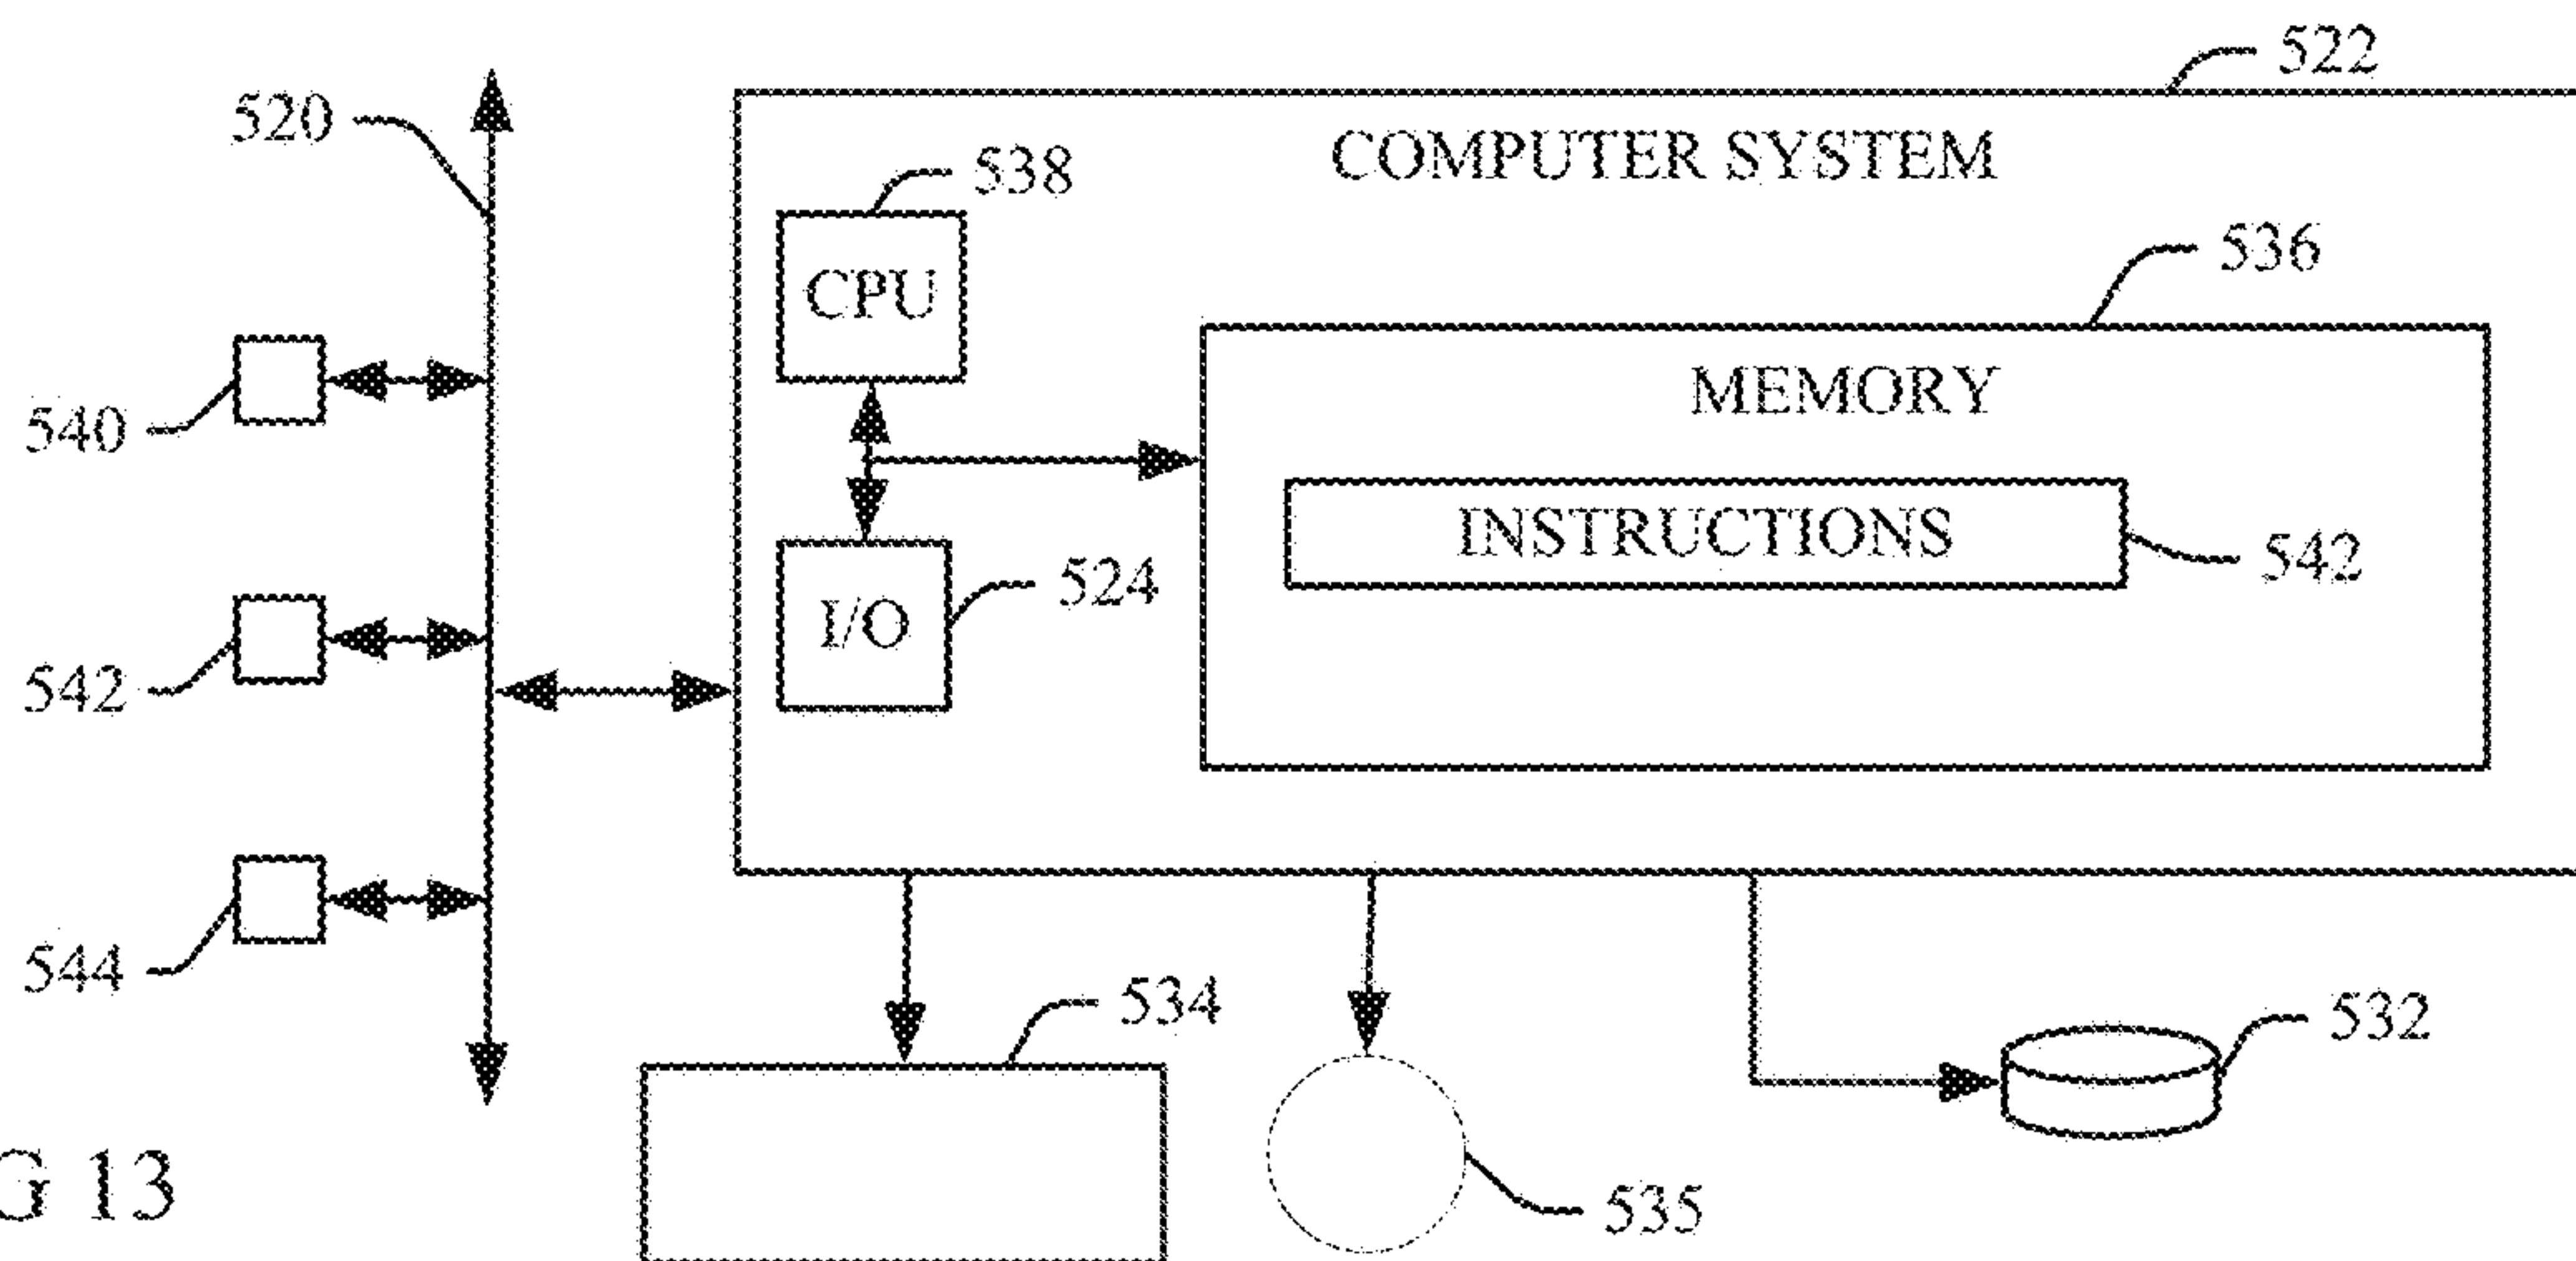 522
520
COMPUTER SYSTEM
538
536
CPU
MEMORY
540
INSTRUCTIONS
542
524
I/O
542
544
534
532
G 13
535